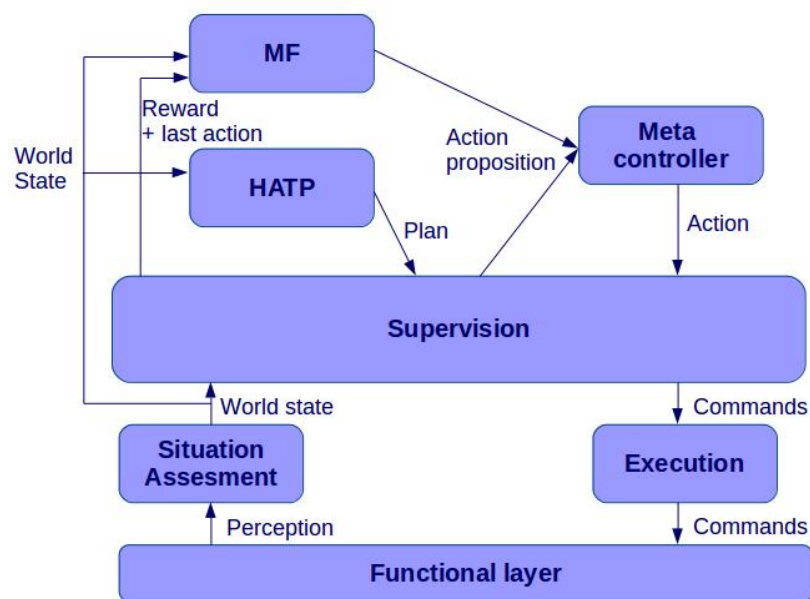 MF
Reward
+ last action
Meta
controller
Action
proposition
World
State
HATP
Plan
Action
Supervision
World state
Commands
Situation
Assesment
Execution
Perception
Commands
Functional layer